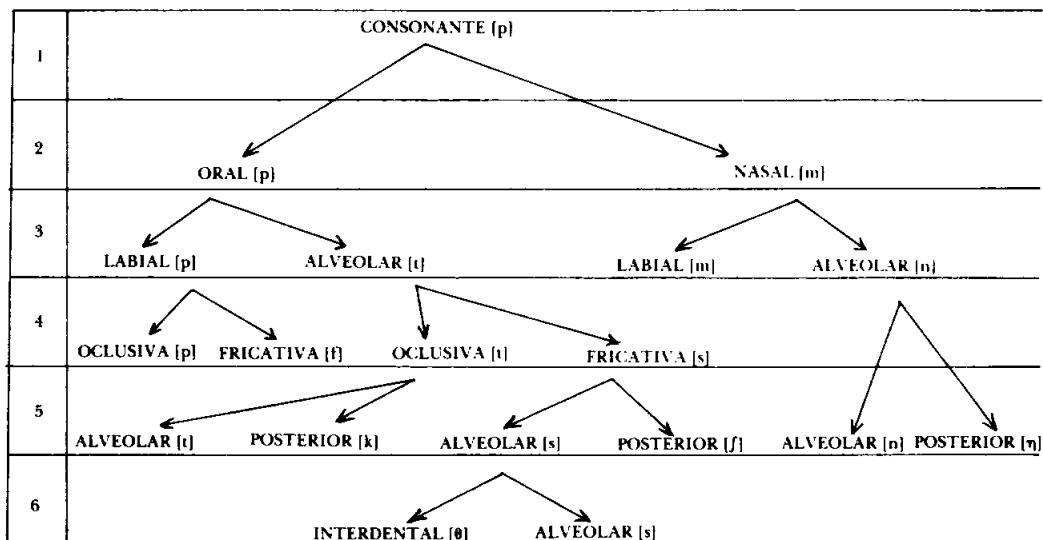 CONSONANTE [p]
1
2
ORAL [p] NASAL [m]
3
LABIAL [p] ALVEOLAR [t] LABIAL [m] ALVEOLAR [n]
4
OCLUSIVA [p] FRICATIVA [f] OCLUSIVA [t] FRICATIVA [s]
5
ALVEOLAR [t] POSTERIOR [k] ALVEOLAR [s] POSTERIOR [ʃ] ALVEOLAR [n] POSTERIOR [η]
6
INTERDENTAL [θ] ALVEOLAR [s]